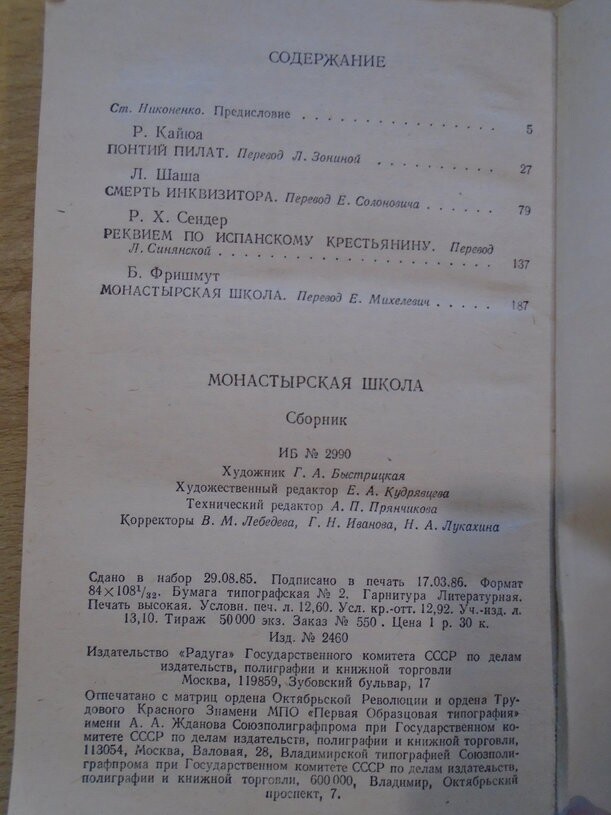 СОДЕРЖАНИЕ
Ст. Никоненко. Предисловие . . . . . . . . . . . . . . . . 5
Р. Кайюа
ПОНТИЙ ПИЛАТ. Перевод Л. Зониной . . . . . . . . . 27
Л. Шаша
СМЕРТЬ ИНКВИЗИТОРА. Перевод Е. Солоновича . . . . . . 79
Р. Х. Сендер
РЕКВИЕМ ПО ИСПАНСКОМУ КРЕСТЬЯНИНУ. Перевод
Л. Синянской . . . . . . . . . . . . . . . . . . . . . . 137
Б. Фришмут
МОНАСТЫРСКАЯ ШКОЛА. Перевод Е. Михелевич . . . . . 187
МОНАСТЫРСКАЯ ШКОЛА
Сборник
ИБ № 2990
Художник Г. А. Быстрицкая
Художественный редактор Е. А. Кудрявцева
Технический редактор А. П. Прянчикова
Корректоры В. М. Лебедева, Г. Н. Иванова, Н. А. Лукахина
Сдано в набор 29.08.85. Подписано в печать 17.03.86. Формат
84×108¹/₃₂. Бумага типографская № 2. Гарнитура Литературная.
Печать высокая. Условн. печ. л. 12,60. Усл. кр.-отт. 12,92. Уч.-изд. л.
13,10. Тираж 50 000 экз. Заказ № 550. Цена 1 р. 30 к.
Изд. № 2460
Издательство «Радуга» Государственного комитета СССР по делам
издательств, полиграфии и книжной торговли
Москва, 119859, Зубовский бульвар, 17
Отпечатано с матриц ордена Октябрьской Революции и ордена Тру-
дового Красного Знамени МПО «Первая Образцовая типография»
имени А. А. Жданова Союзполиграфпрома при Государственном ко-
митете СССР по делам издательств, полиграфии и книжной торговли,
113054, Москва, Валовая, 28, Владимирской типографией Союзполи-
графпрома при Государственном комитете СССР по делам издательств,
полиграфии и книжной торговли, 600000, Владимир, Октябрьский
проспект, 7.